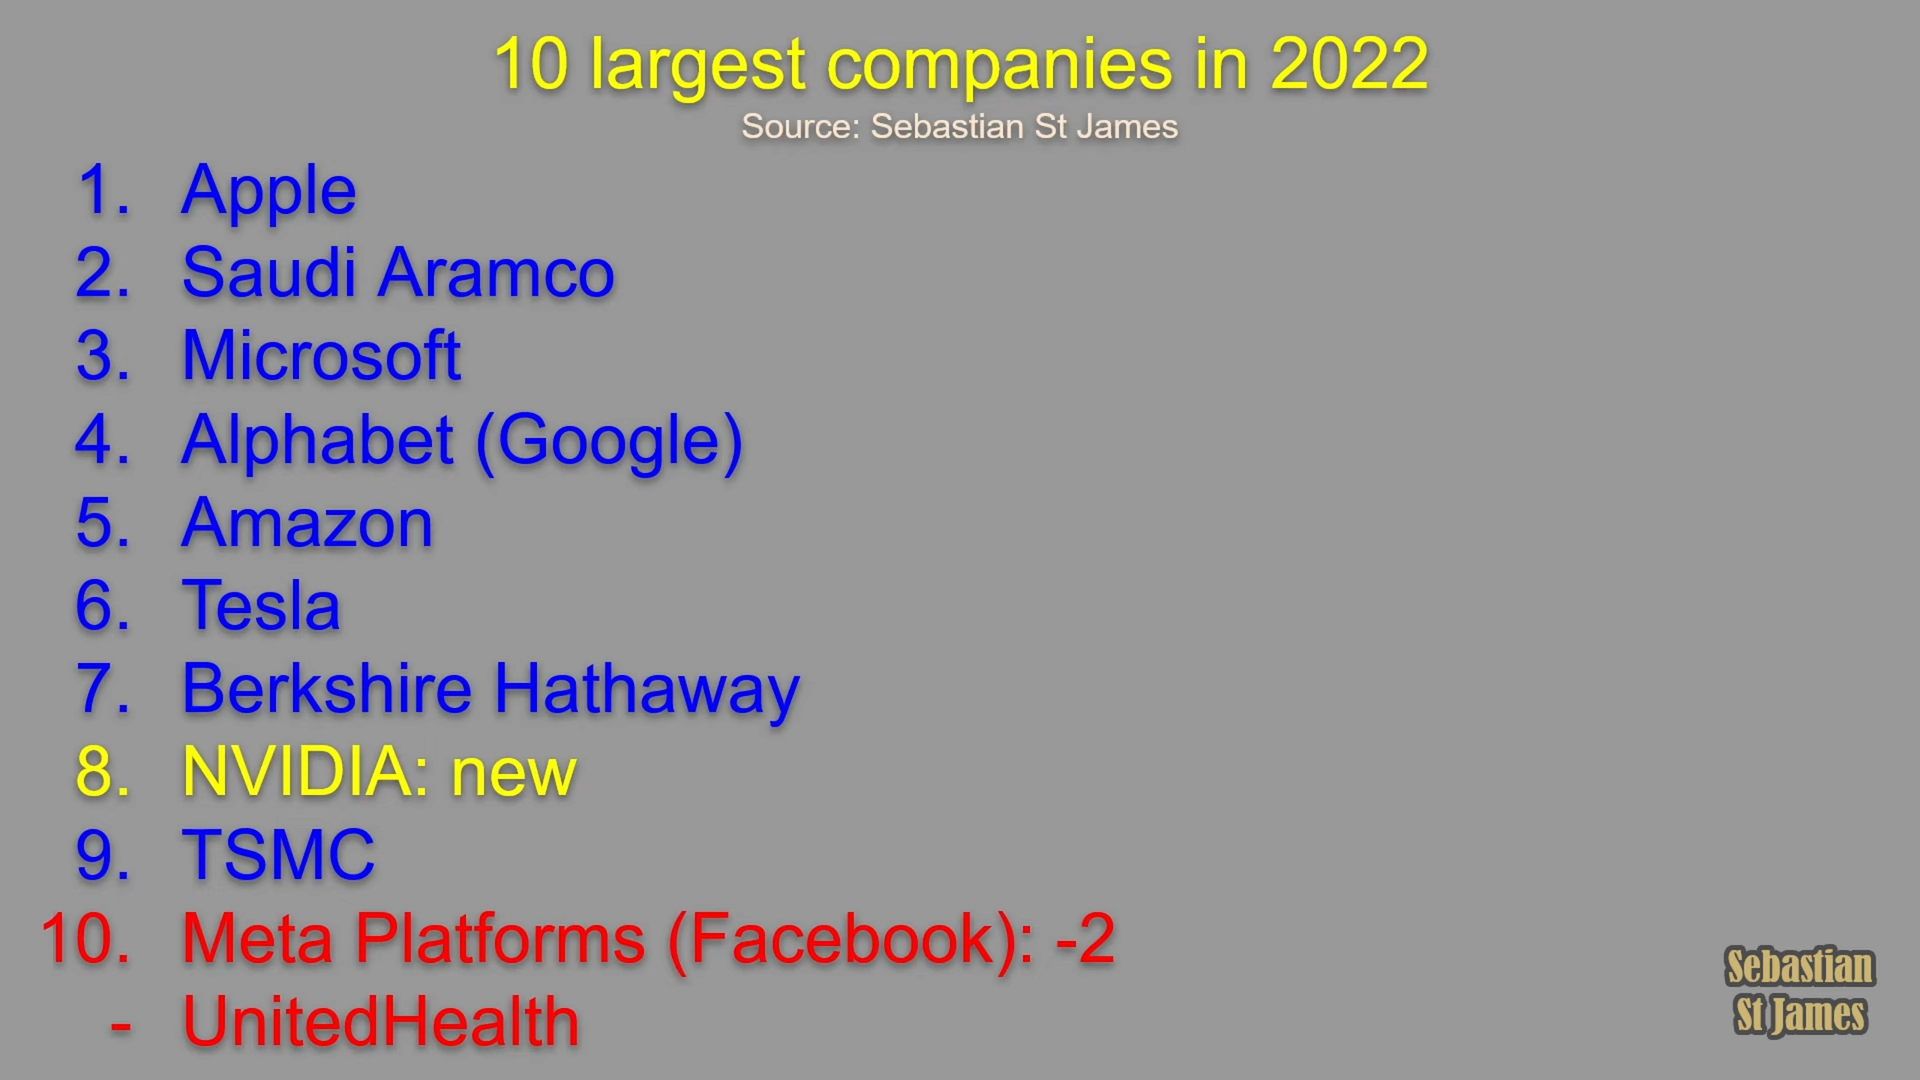 10 largest companies in 2022
Source: Sebastian St James
1. Apple
2. Saudi Aramco
3. Microsoft
4. Alphabet (Google)
5. Amazon
6. Tesla
7. Berkshire Hathaway
8. NVIDIA: new
9. TSMC
10. Meta Platforms (Facebook): -2
- UnitedHealth
Sebastian
St James